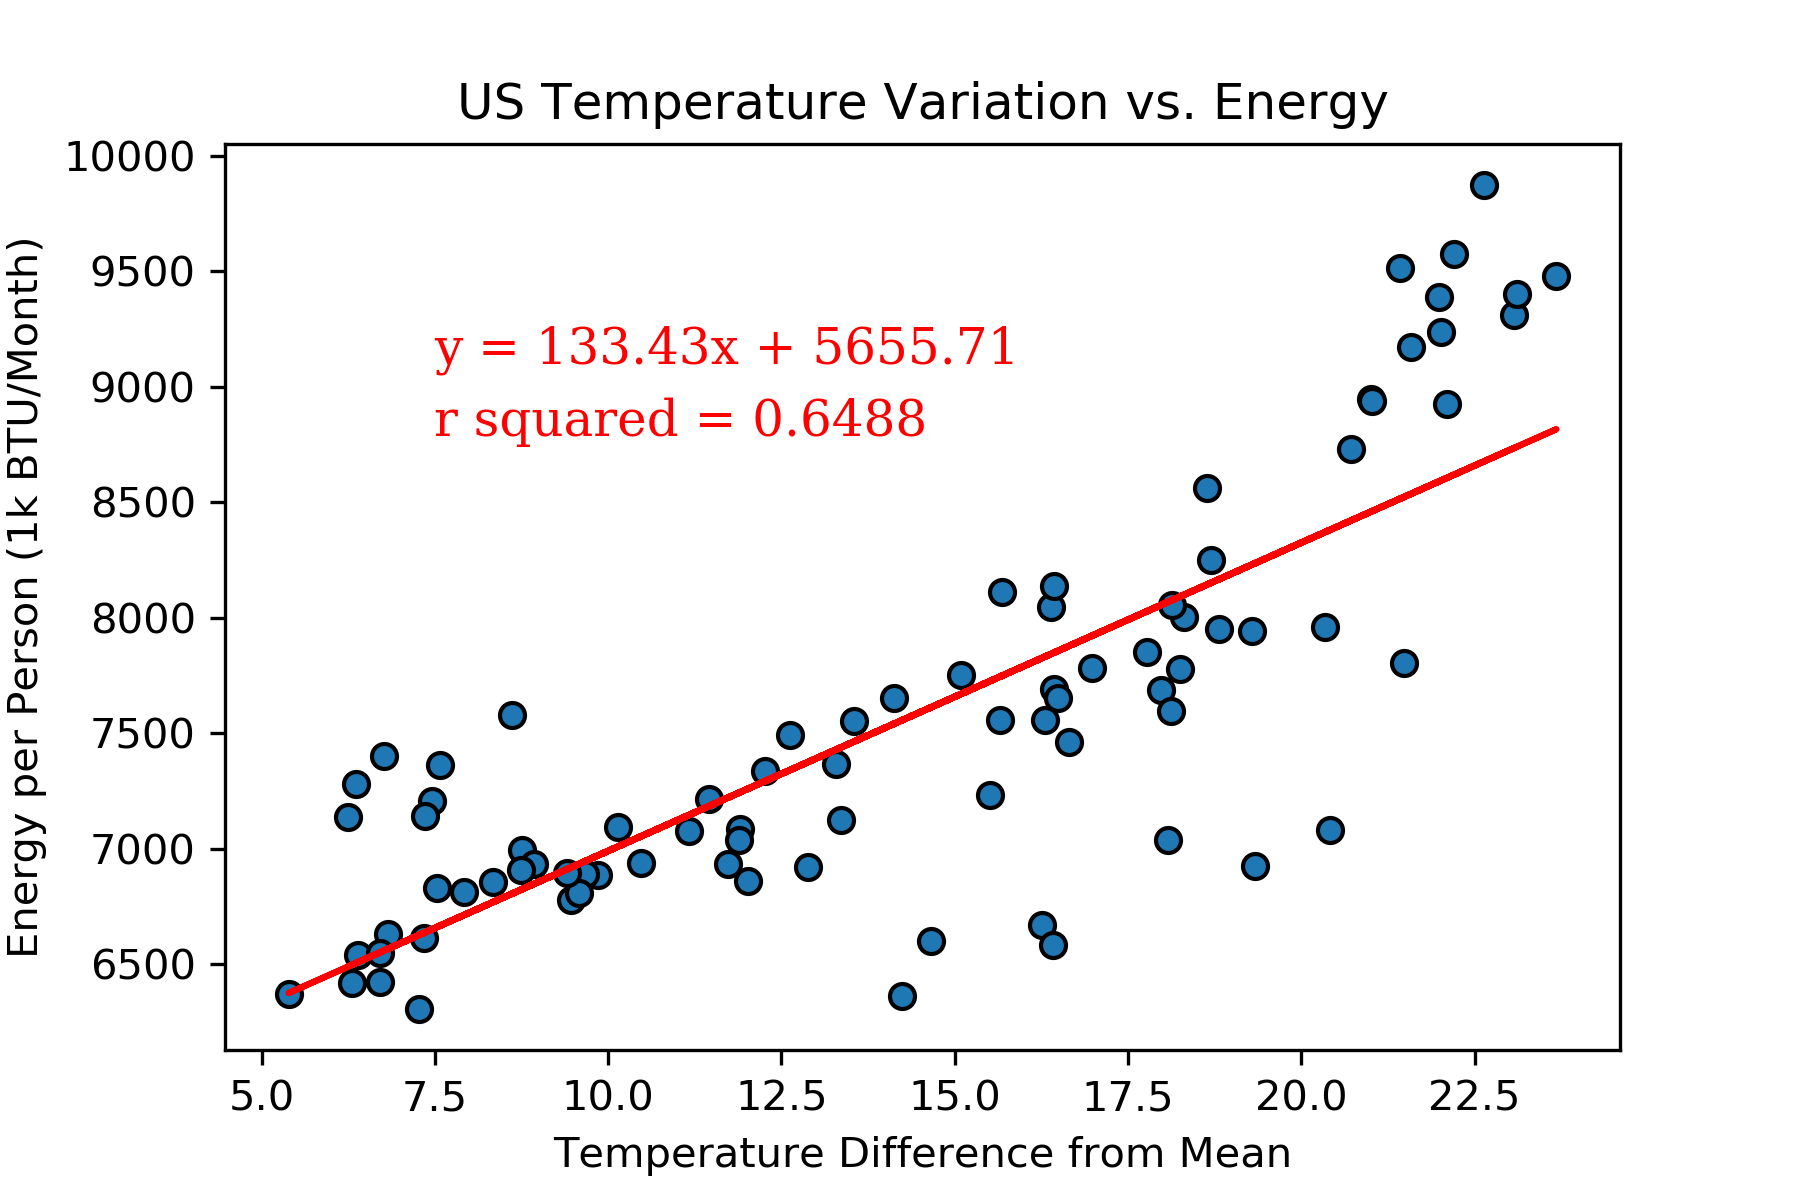 US Temperature Variation vs. Energy
Energy per Person (1k BTU/Month)
10000
9500
9000
8500
8000
7500
7000
6500
y = 133.43x + 5655.71
r squared = 0.6488
5.0 7.5 10.0 12.5 15.0 17.5 20.0 22.5
Temperature Difference from Mean